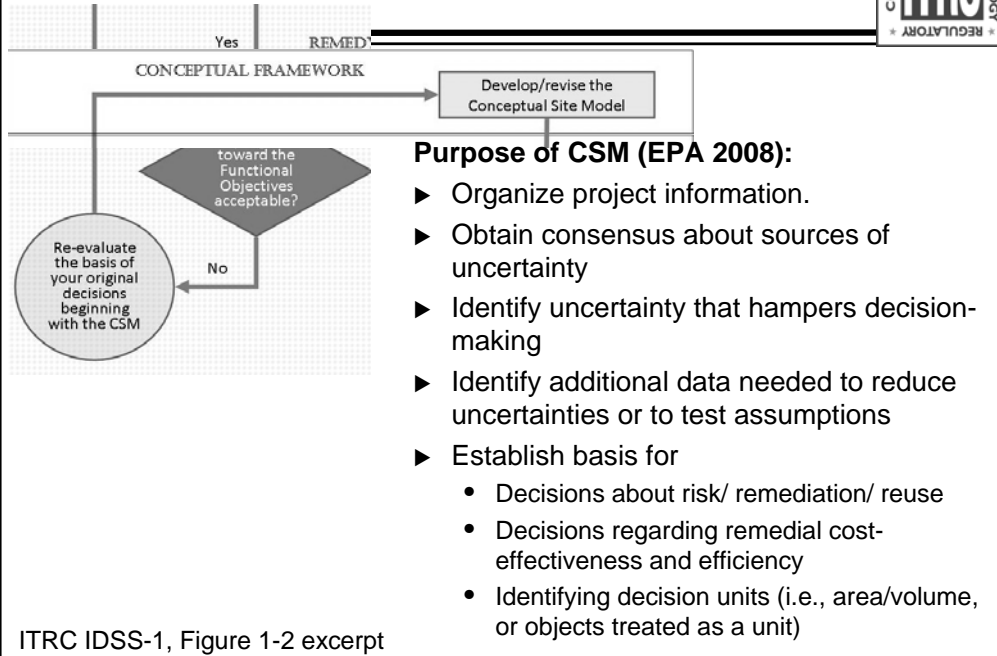 Yes
REMED
CONCEPTUAL FRAMEWORK
Develop/revise the
Conceptual Site Model
toward the
Functional
Objectives
acceptable?
No
Re-evaluate
the basis of
your original
decisions
beginning
with the CSM
ITRC IDSS-1, Figure 1-2 excerpt
REGULATORY
Purpose of CSM (EPA 2008):
► Organize project information.
► Obtain consensus about sources of
uncertainty
► Identify uncertainty that hampers decision-
making
► Identify additional data needed to reduce
uncertainties or to test assumptions
► Establish basis for
• Decisions about risk/ remediation/ reuse
• Decisions regarding remedial cost-
effectiveness and efficiency
• Identifying decision units (i.e., area/volume,
or objects treated as a unit)